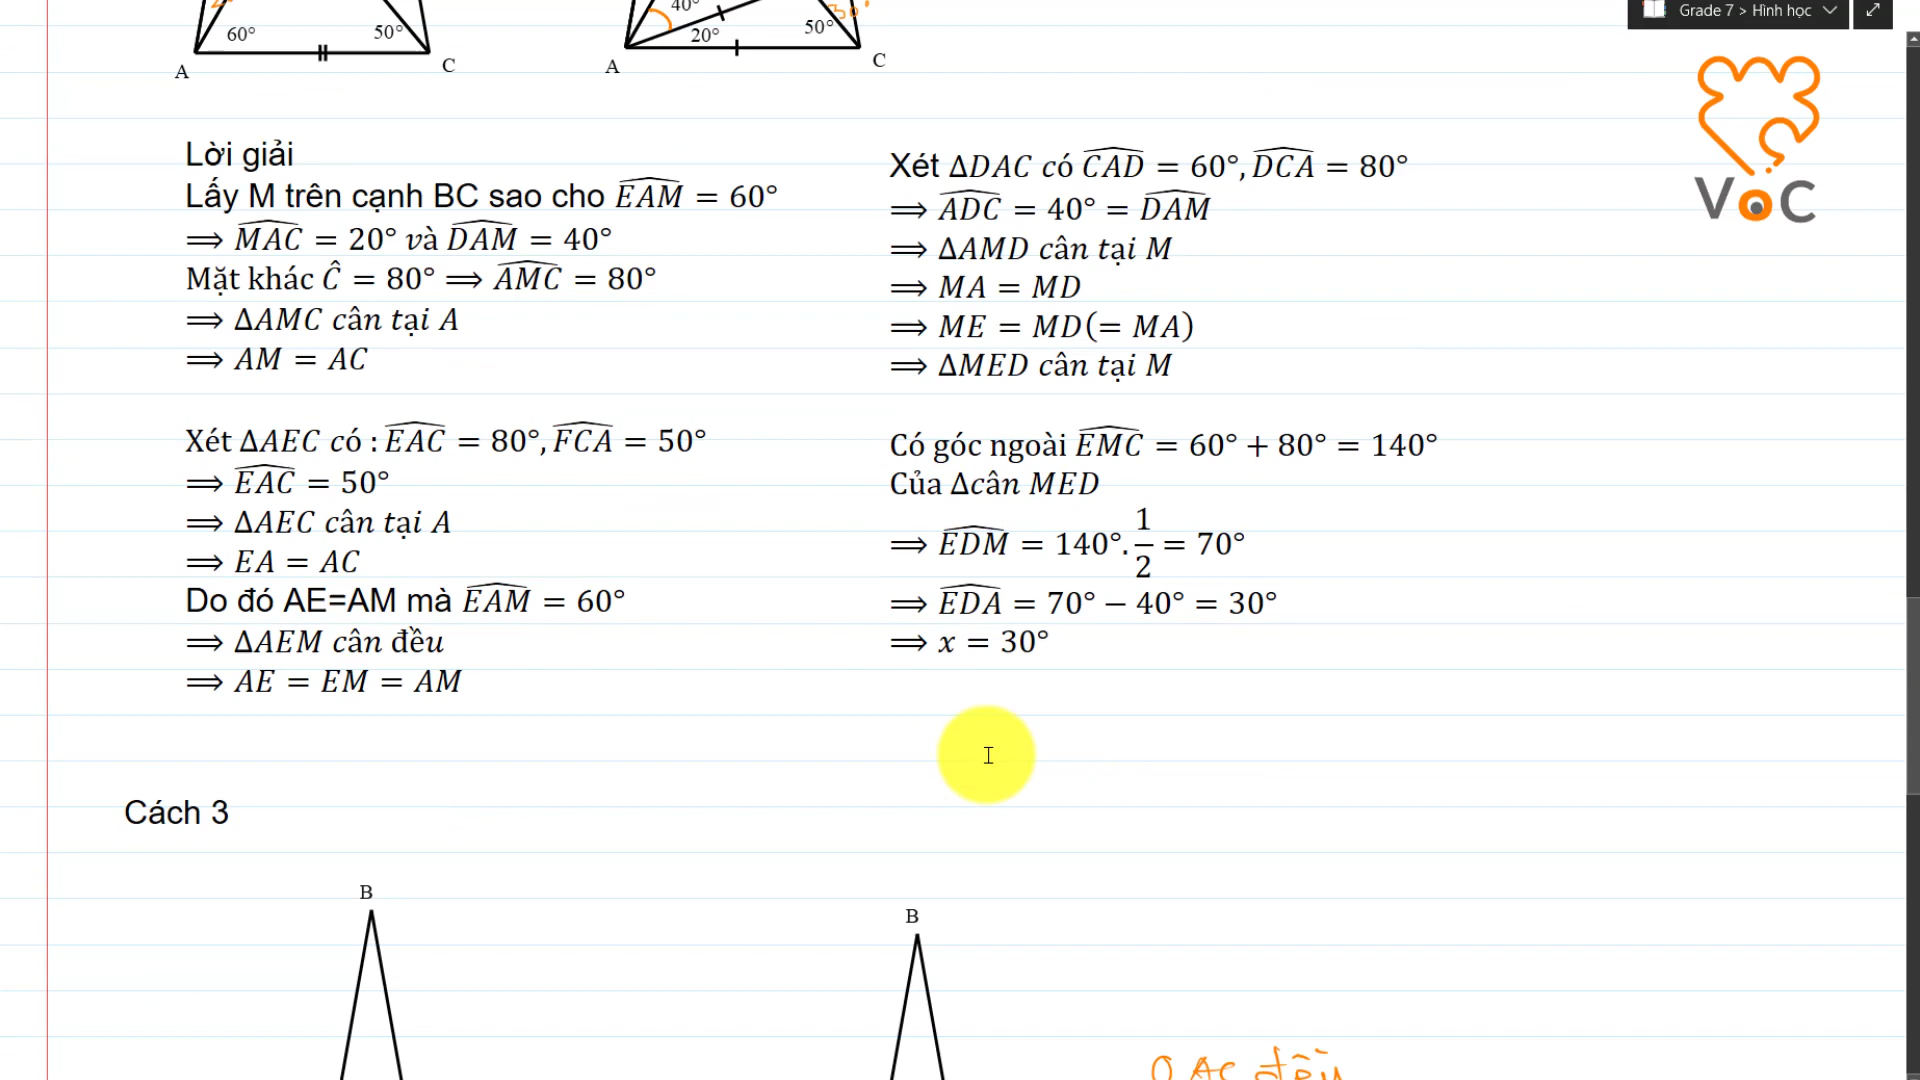 Grade 7 > Hình học
60° 50° A C
40° 20° 50° 30° A C
VOC
Lời giải
Lấy M trên cạnh BC sao cho EAM = 60°
⟹ MAC = 20° và DAM = 40°
Mặt khác Ĉ = 80° ⟹ AMC = 80°
⟹ ΔAMC cân tại A
⟹ AM = AC
Xét ΔAEC có : EAC = 80°, FCA = 50°
⟹ EAC = 50°
⟹ ΔAEC cân tại A
⟹ EA = AC
Do đó AE=AM mà EAM = 60°
⟹ ΔAEM cân đều
⟹ AE = EM = AM
Xét ΔDAC có CAD = 60°, DCA = 80°
⟹ ADC = 40° = DAM
⟹ ΔAMD cân tại M
⟹ MA = MD
⟹ ME = MD(= MA)
⟹ ΔMED cân tại M
Có góc ngoài EMC = 60° + 80° = 140°
Của Δcân MED
⟹ EDM = 140°. 1/2 = 70°
⟹ EDA = 70° − 40° = 30°
⟹ x = 30°
Cách 3
B
B
AC đều